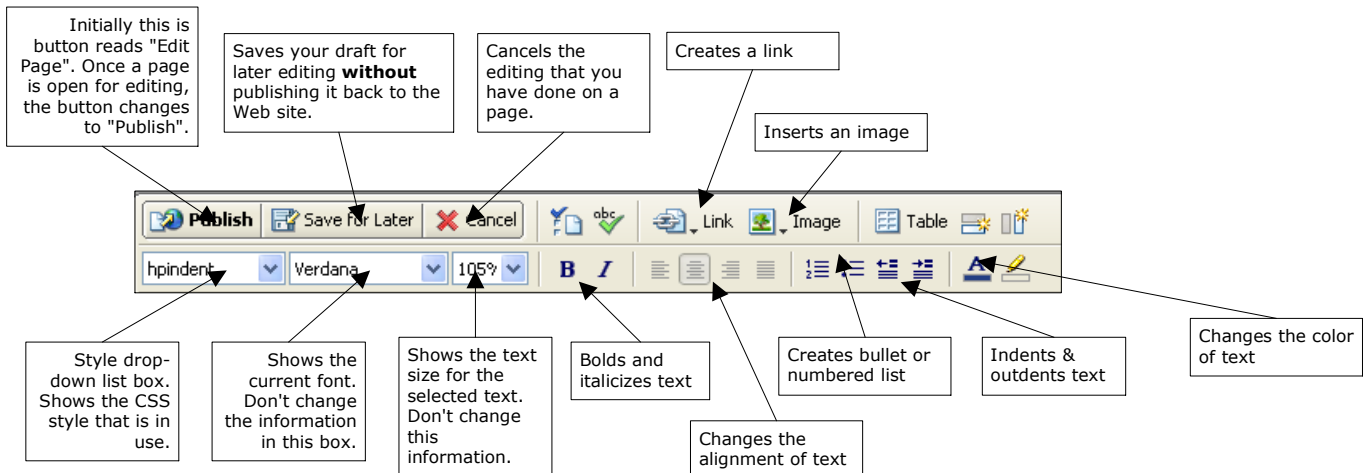 Initially this is
button reads "Edit
Page". Once a page
is open for editing,
the button changes
to "Publish".
Saves your draft for
later editing without
publishing it back to the
Web site.
Cancels the
editing that you
have done on a
page.
Creates a link
Inserts an image
Publish
Save for Later
Cancel
abc
Link
Image
Table
hpindent
Verdana
105%
B
I
A
Style drop-
down list box.
Shows the CSS
style that is in
use.
Shows the
current font.
Don't change
the information
in this box.
Shows the text
size for the
selected text.
Don't change
this
information.
Bolds and
italicizes text
Changes the
alignment of text
Creates bullet or
numbered list
Indents &
outdents text
Changes the color
of text